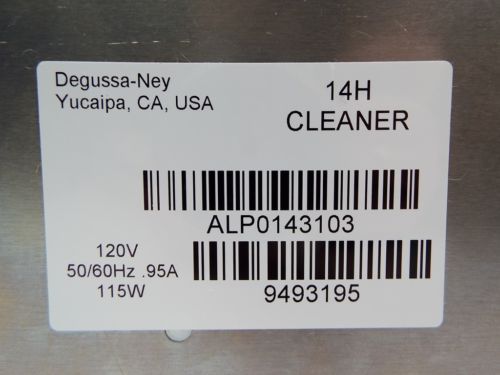 Degussa-Ney
Yucaipa, CA, USA
14H
CLEANER
ALP0143103
120V
50/60Hz .95A
115W
9493195